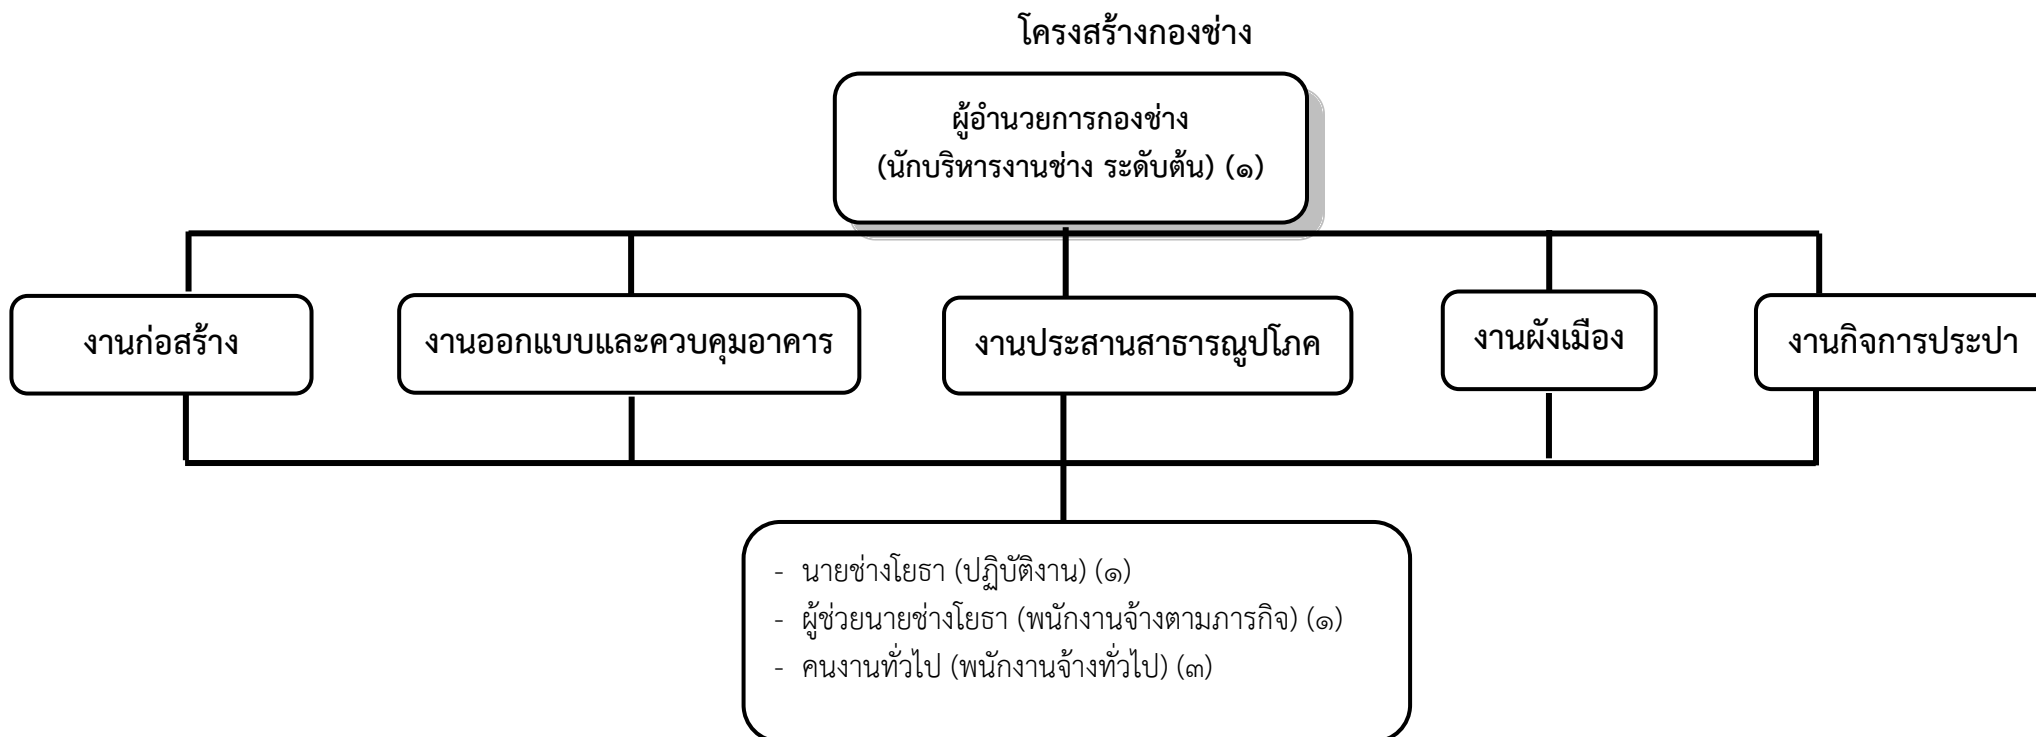 โครงสร้างกองช่าง
ผู้อำนวยการกองช่าง
(นักบริหารงานช่าง ระดับต้น) (๑)
งานก่อสร้าง
งานออกแบบและควบคุมอาคาร
งานประสานสาธารณูปโภค
งานผังเมือง
งานกิจการประปา
- นายช่างโยธา (ปฏิบัติงาน) (๑)
- ผู้ช่วยนายช่างโยธา (พนักงานจ้างตามภารกิจ) (๑)
- คนงานทั่วไป (พนักงานจ้างทั่วไป) (๓)